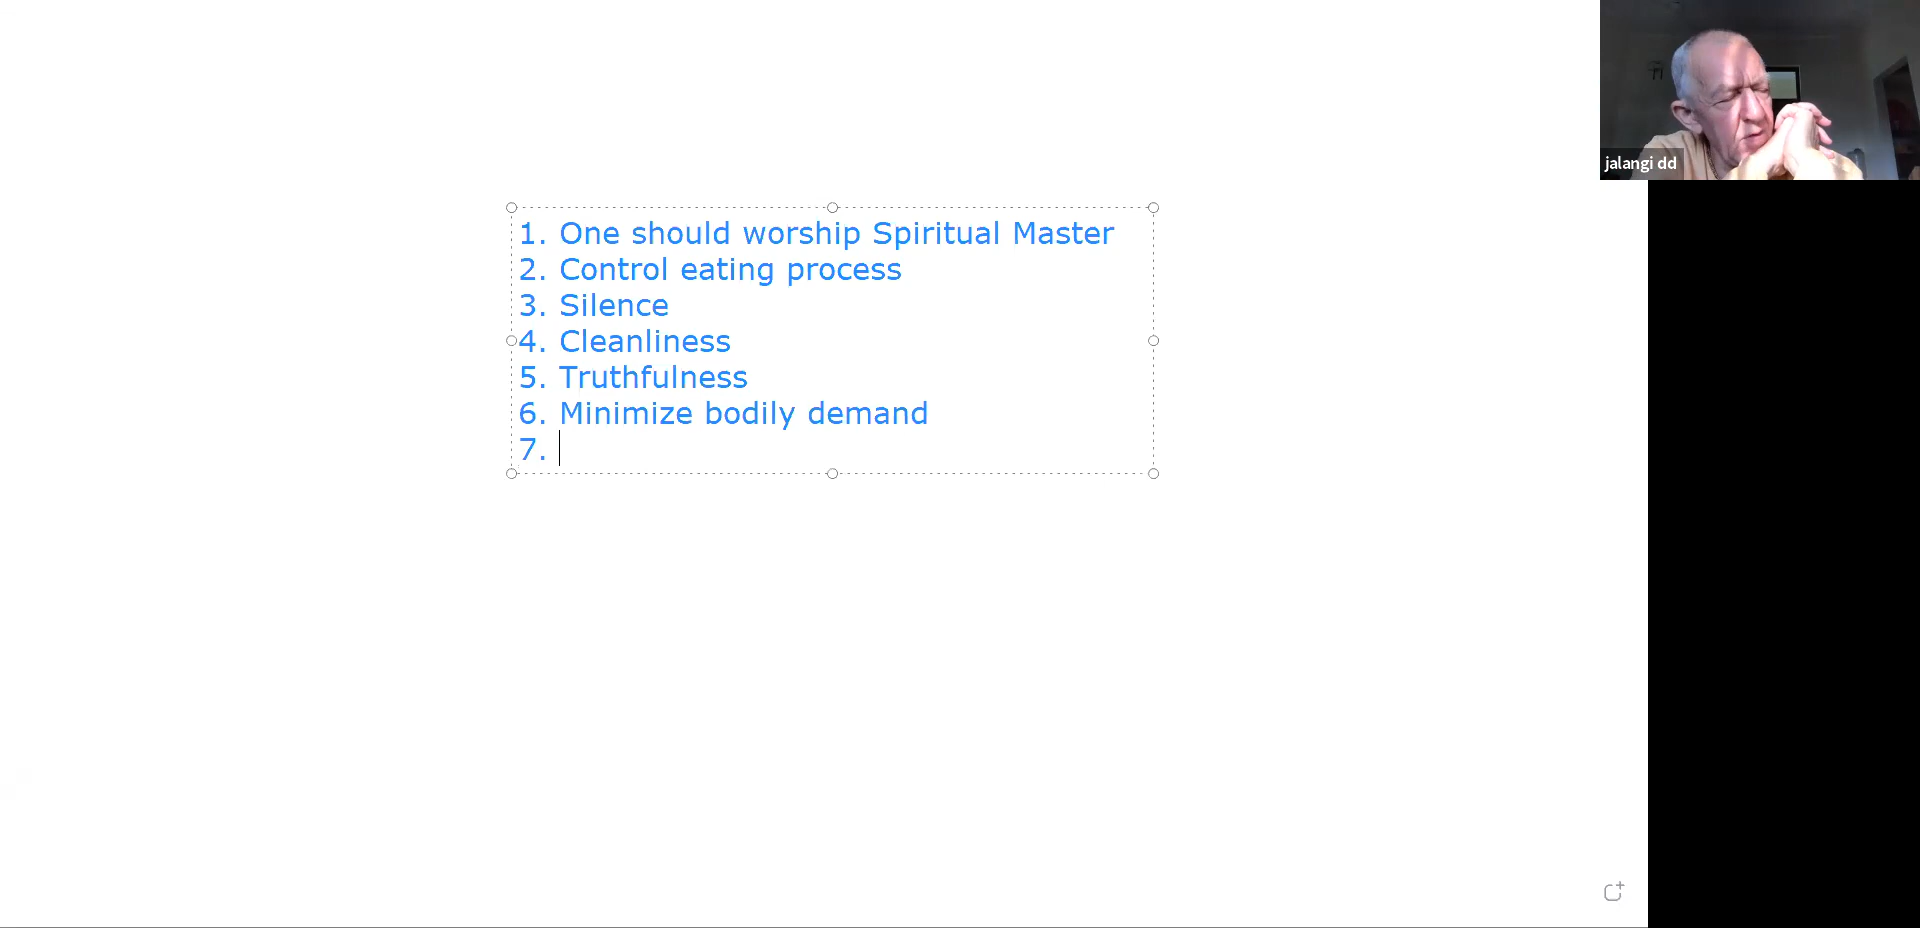 jalangi dd
1. One should worship Spiritual Master
2. Control eating process
3. Silence
4. Cleanliness
5. Truthfulness
6. Minimize bodily demand
7.